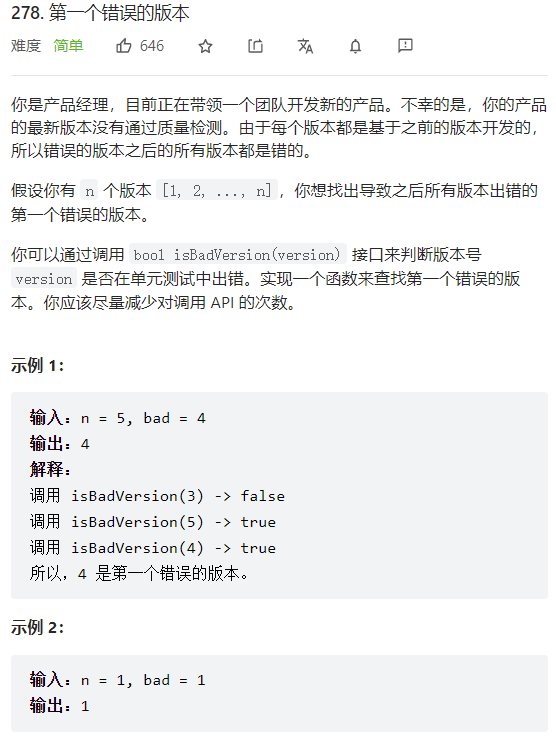 278. 第一个错误的版本
难度 简单 646
你是产品经理，目前正在带领一个团队开发新的产品。不幸的是，你的产品
的最新版本没有通过质量检测。由于每个版本都是基于之前的版本开发的，
所以错误的版本之后的所有版本都是错的。
假设你有 n 个版本 [1, 2, ..., n]，你想找出导致之后所有版本出错的
第一个错误的版本。
你可以通过调用 bool isBadVersion(version) 接口来判断版本号
version 是否在单元测试中出错。实现一个函数来查找第一个错误的版
本。你应该尽量减少对调用 API 的次数。
示例 1：
输入：n = 5, bad = 4
输出：4
解释：
调用 isBadVersion(3) -> false
调用 isBadVersion(5) -> true
调用 isBadVersion(4) -> true
所以，4 是第一个错误的版本。
示例 2：
输入：n = 1, bad = 1
输出：1